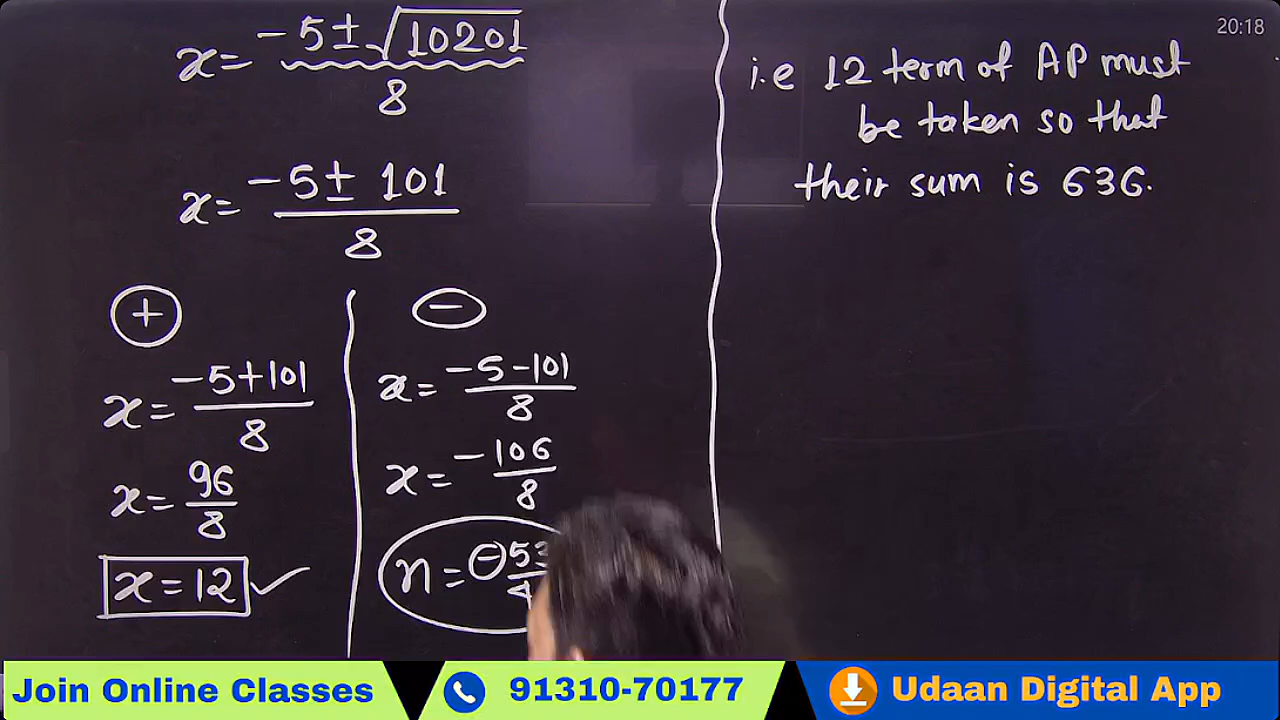 x = -5 ± √10201 / 8
x = -5 ± 101 / 8
+
x = -5+101 / 8
x = 96 / 8
x = 12 ✓
-
x = -5-101 / 8
x = -106 / 8
n = -53 / 4
20:18
i.e 12 term of AP must
be taken so that
their sum is 636.
Join Online Classes
91310-70177
Udaan Digital App